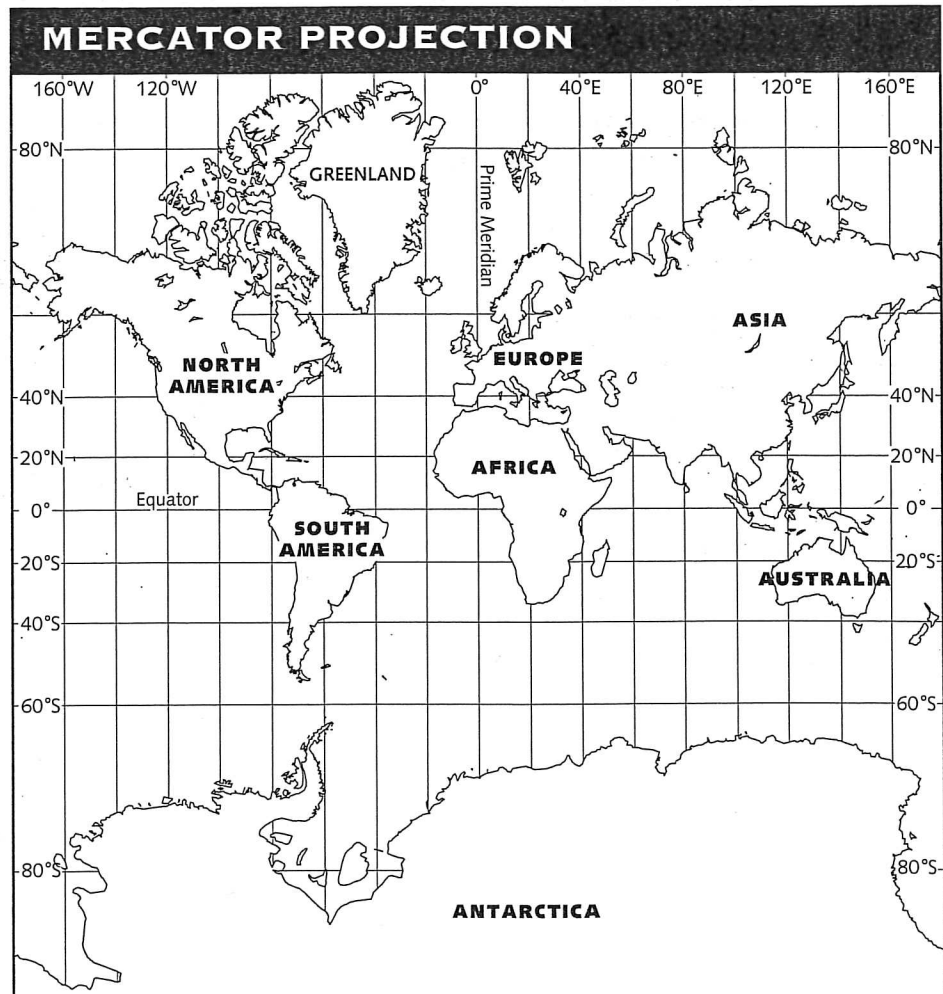 MERCATOR PROJECTION
160°W 120°W 0° 40°E 80°E 120°E 160°E
80°N 80°N
GREENLAND
Prime Meridian
ASIA
NORTH
AMERICA
EUROPE
40°N 40°N
20°N 20°N
AFRICA
Equator
0° 0°
SOUTH
AMERICA
20°S 20°S
AUSTRALIA
40°S 40°S
60°S 60°S
80°S 80°S
ANTARCTICA